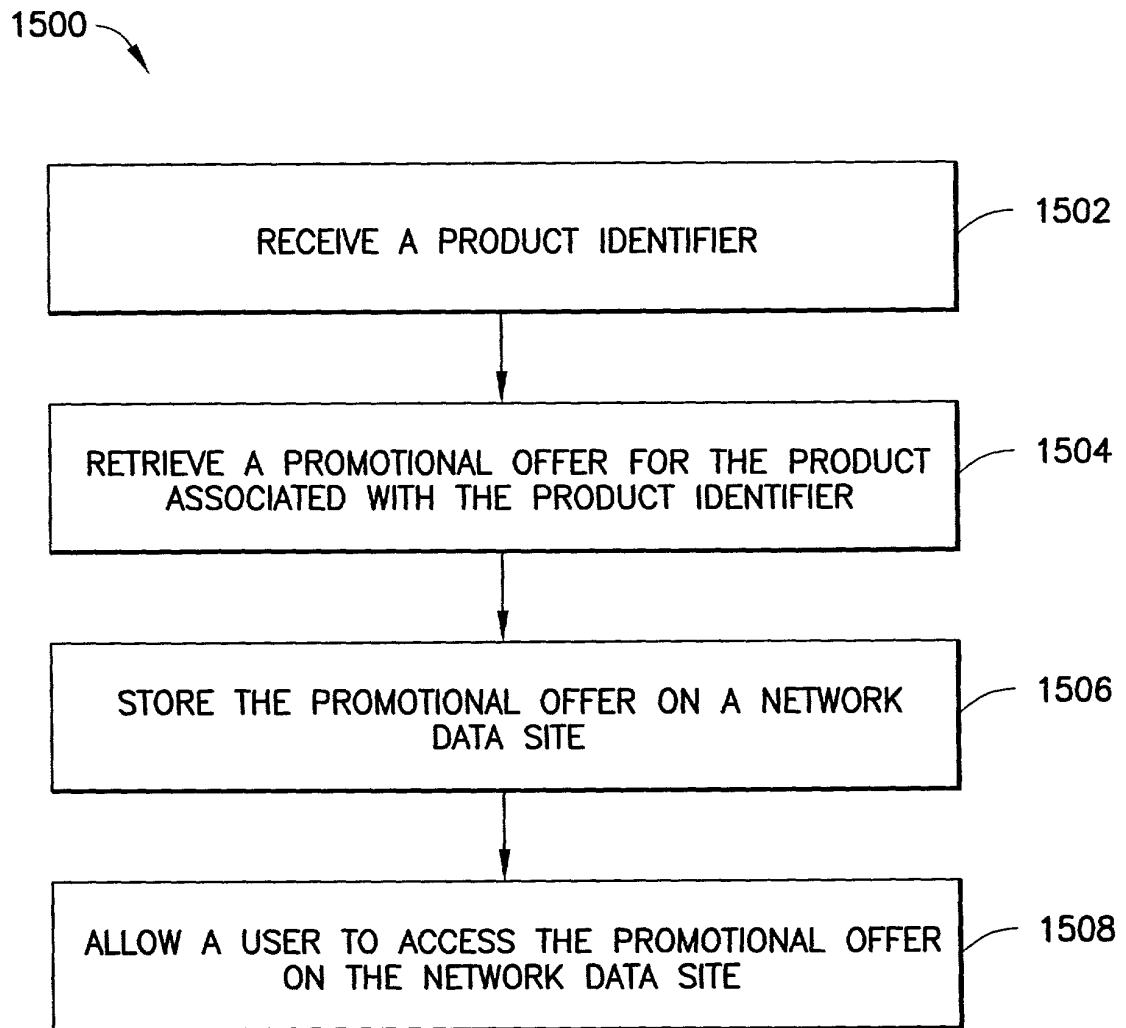 1500
RECEIVE A PRODUCT IDENTIFIER
1502
RETRIEVE A PROMOTIONAL OFFER FOR THE PRODUCT
ASSOCIATED WITH THE PRODUCT IDENTIFIER
1504
STORE THE PROMOTIONAL OFFER ON A NETWORK
DATA SITE
1506
ALLOW A USER TO ACCESS THE PROMOTIONAL OFFER
ON THE NETWORK DATA SITE
1508